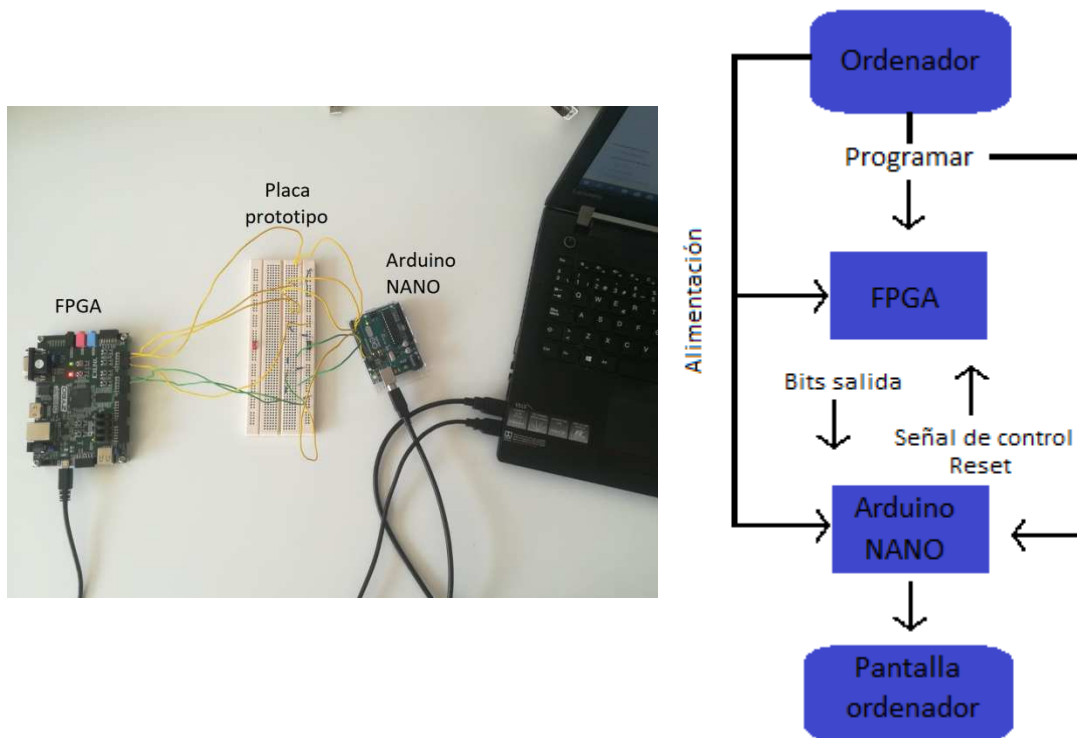 Placa
prototipo
Arduino
NANO
FPGA
Ordenador
Programar
Alimentación
FPGA
Bits salida
Señal de control
Reset
Arduino
NANO
Pantalla
ordenador